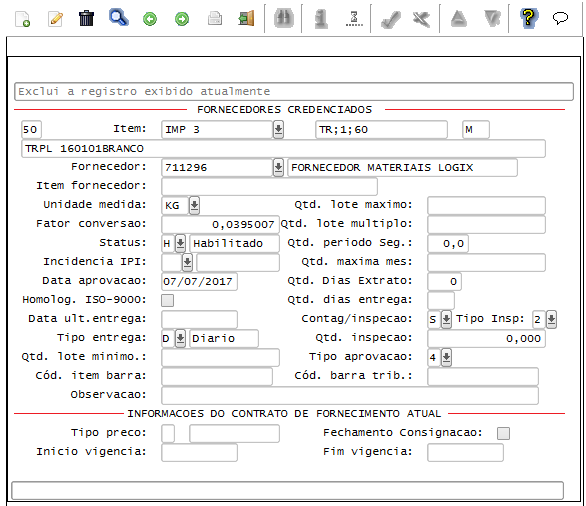 Exclui a registro exibido atualmente
FORNECEDORES CREDENCIADOS
50 Item: IMP 3 TR;1;60 M
TRPL 160101BRANCO
Fornecedor: 711296 FORNECEDOR MATERIAIS LOGIX
Item fornecedor:
Unidade medida: KG Qtd. lote maximo:
Fator conversao: 0,0395007 Qtd. lote multiplo:
Status: H Habilitado Qtd. periodo Seg.: 0,0
Incidencia IPI: Qtd. maxima mes:
Data aprovacao: 07/07/2017 Qtd. Dias Extrato: 0
Homolog. ISO-9000: Qtd. dias entrega:
Data ult.entrega: Contag/inspecao: S Tipo Insp: 2
Tipo entrega: D Diario Qtd. inspecao: 0,000
Qtd. lote minimo.: Tipo aprovacao: 4
Cód. item barra: Cód. barra trib.:
Observacao:
INFORMACOES DO CONTRATO DE FORNECIMENTO ATUAL
Tipo preco: Fechamento Consignacao:
Inicio vigencia: Fim vigencia: